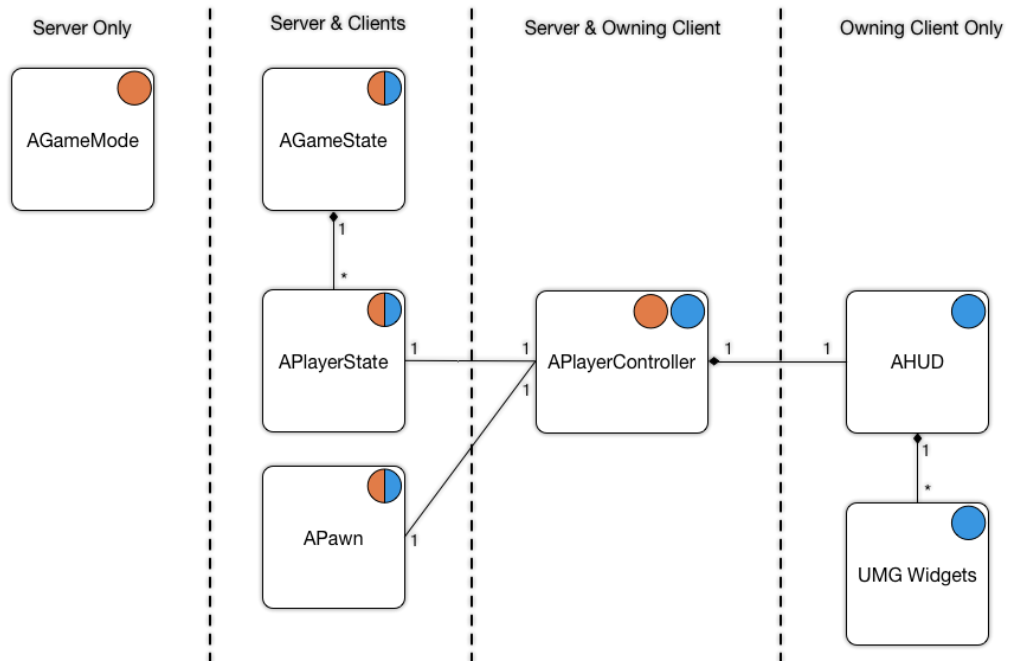 Server Only
Server & Clients
Server & Owning Client
Owning Client Only
AGameMode
AGameState
1
*
APlayerState
1
1
APlayerController
1
1
AHUD
1
1
*
APawn
1
UMG Widgets